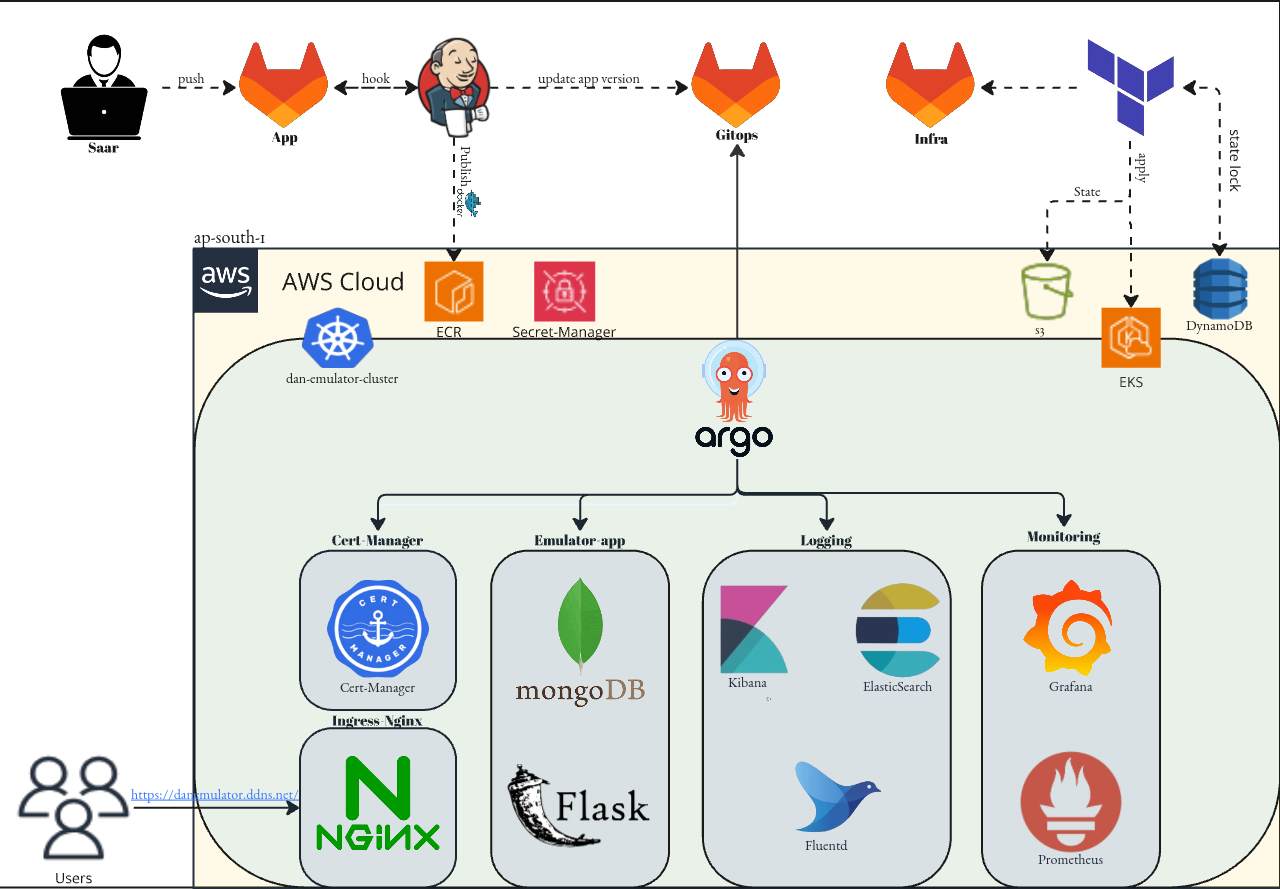 push
hook
update app version
Saar
App
Gitops
Infra
Publish
docker
State
apply
state lock
ap-south-1
aws
AWS Cloud
ECR
Secret-Manager
s3
EKS
DynamoDB
dan-emulator-cluster
argo
Cert-Manager
Emulator-app
Logging
Monitoring
CERT
MANAGER
Cert-Manager
mongoDB
Kibana
ElasticSearch
Grafana
Ingress-Nginx
https://danemulator.ddns.net/
NGiNX
Flask
Fluentd
Prometheus
Users